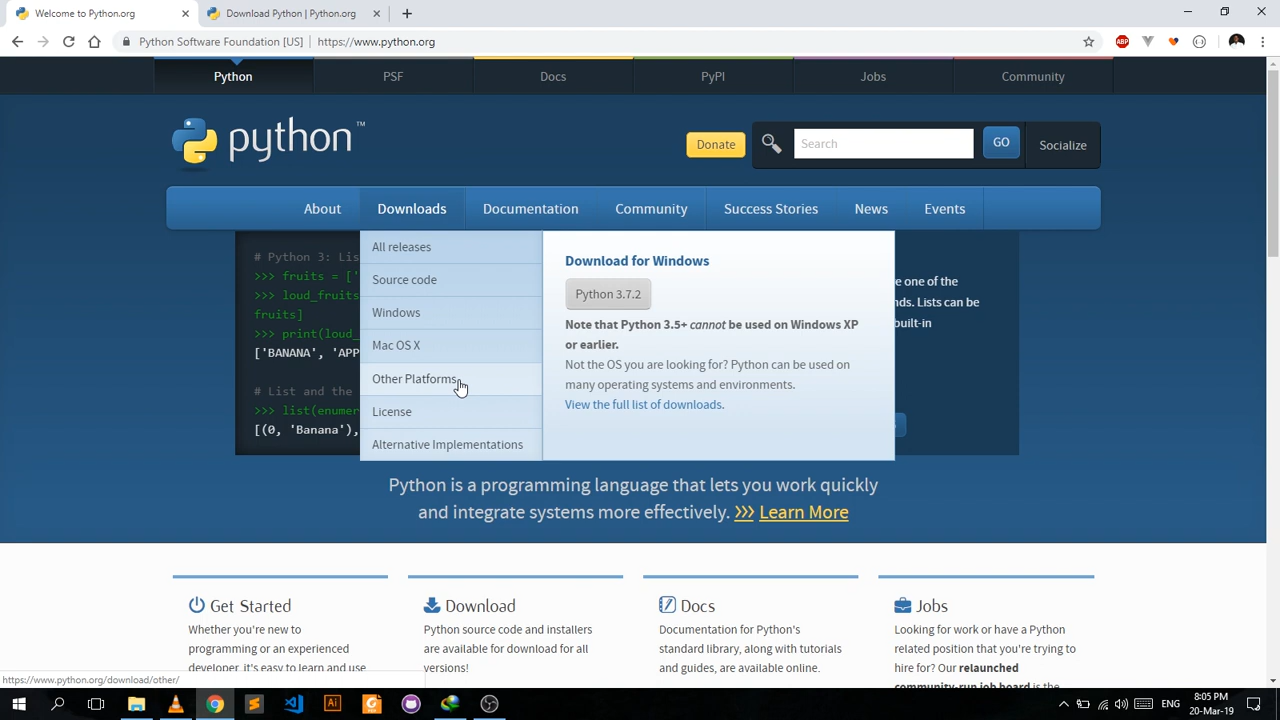 Welcome to Python.org
Download Python | Python.org
Python Software Foundation [US]
https://www.python.org
ABP
Python
PSF
Docs
PyPI
Jobs
Community
python™
Donate
Search
GO
Socialize
About
Downloads
Documentation
Community
Success Stories
News
Events
# Python 3: Lis
>>> fruits = ['
>>> loud_fruits
fruits]
>>> print(loud_
['BANANA', 'APP
# List and the
>>> list(enumer
[(0, 'Banana'),
All releases
Source code
Windows
Mac OS X
Other Platforms
License
Alternative Implementations
Download for Windows
Python 3.7.2
Note that Python 3.5+ cannot be used on Windows XP
or earlier.
Not the OS you are looking for? Python can be used on
many operating systems and environments.
View the full list of downloads.
e one of the
nds. Lists can be
built-in
Python is a programming language that lets you work quickly
and integrate systems more effectively. >>> Learn More
Get Started
Whether you're new to
programming or an experienced
developer, it's easy to learn and use
Download
Python source code and installers
are available for download for all
versions!
Docs
Documentation for Python's
standard library, along with tutorials
and guides, are available online.
Jobs
Looking for work or have a Python
related position that you're trying to
hire for? Our relaunched
community-run job board is the
https://www.python.org/download/other/
Ai
ENG
8:05 PM
20-Mar-19